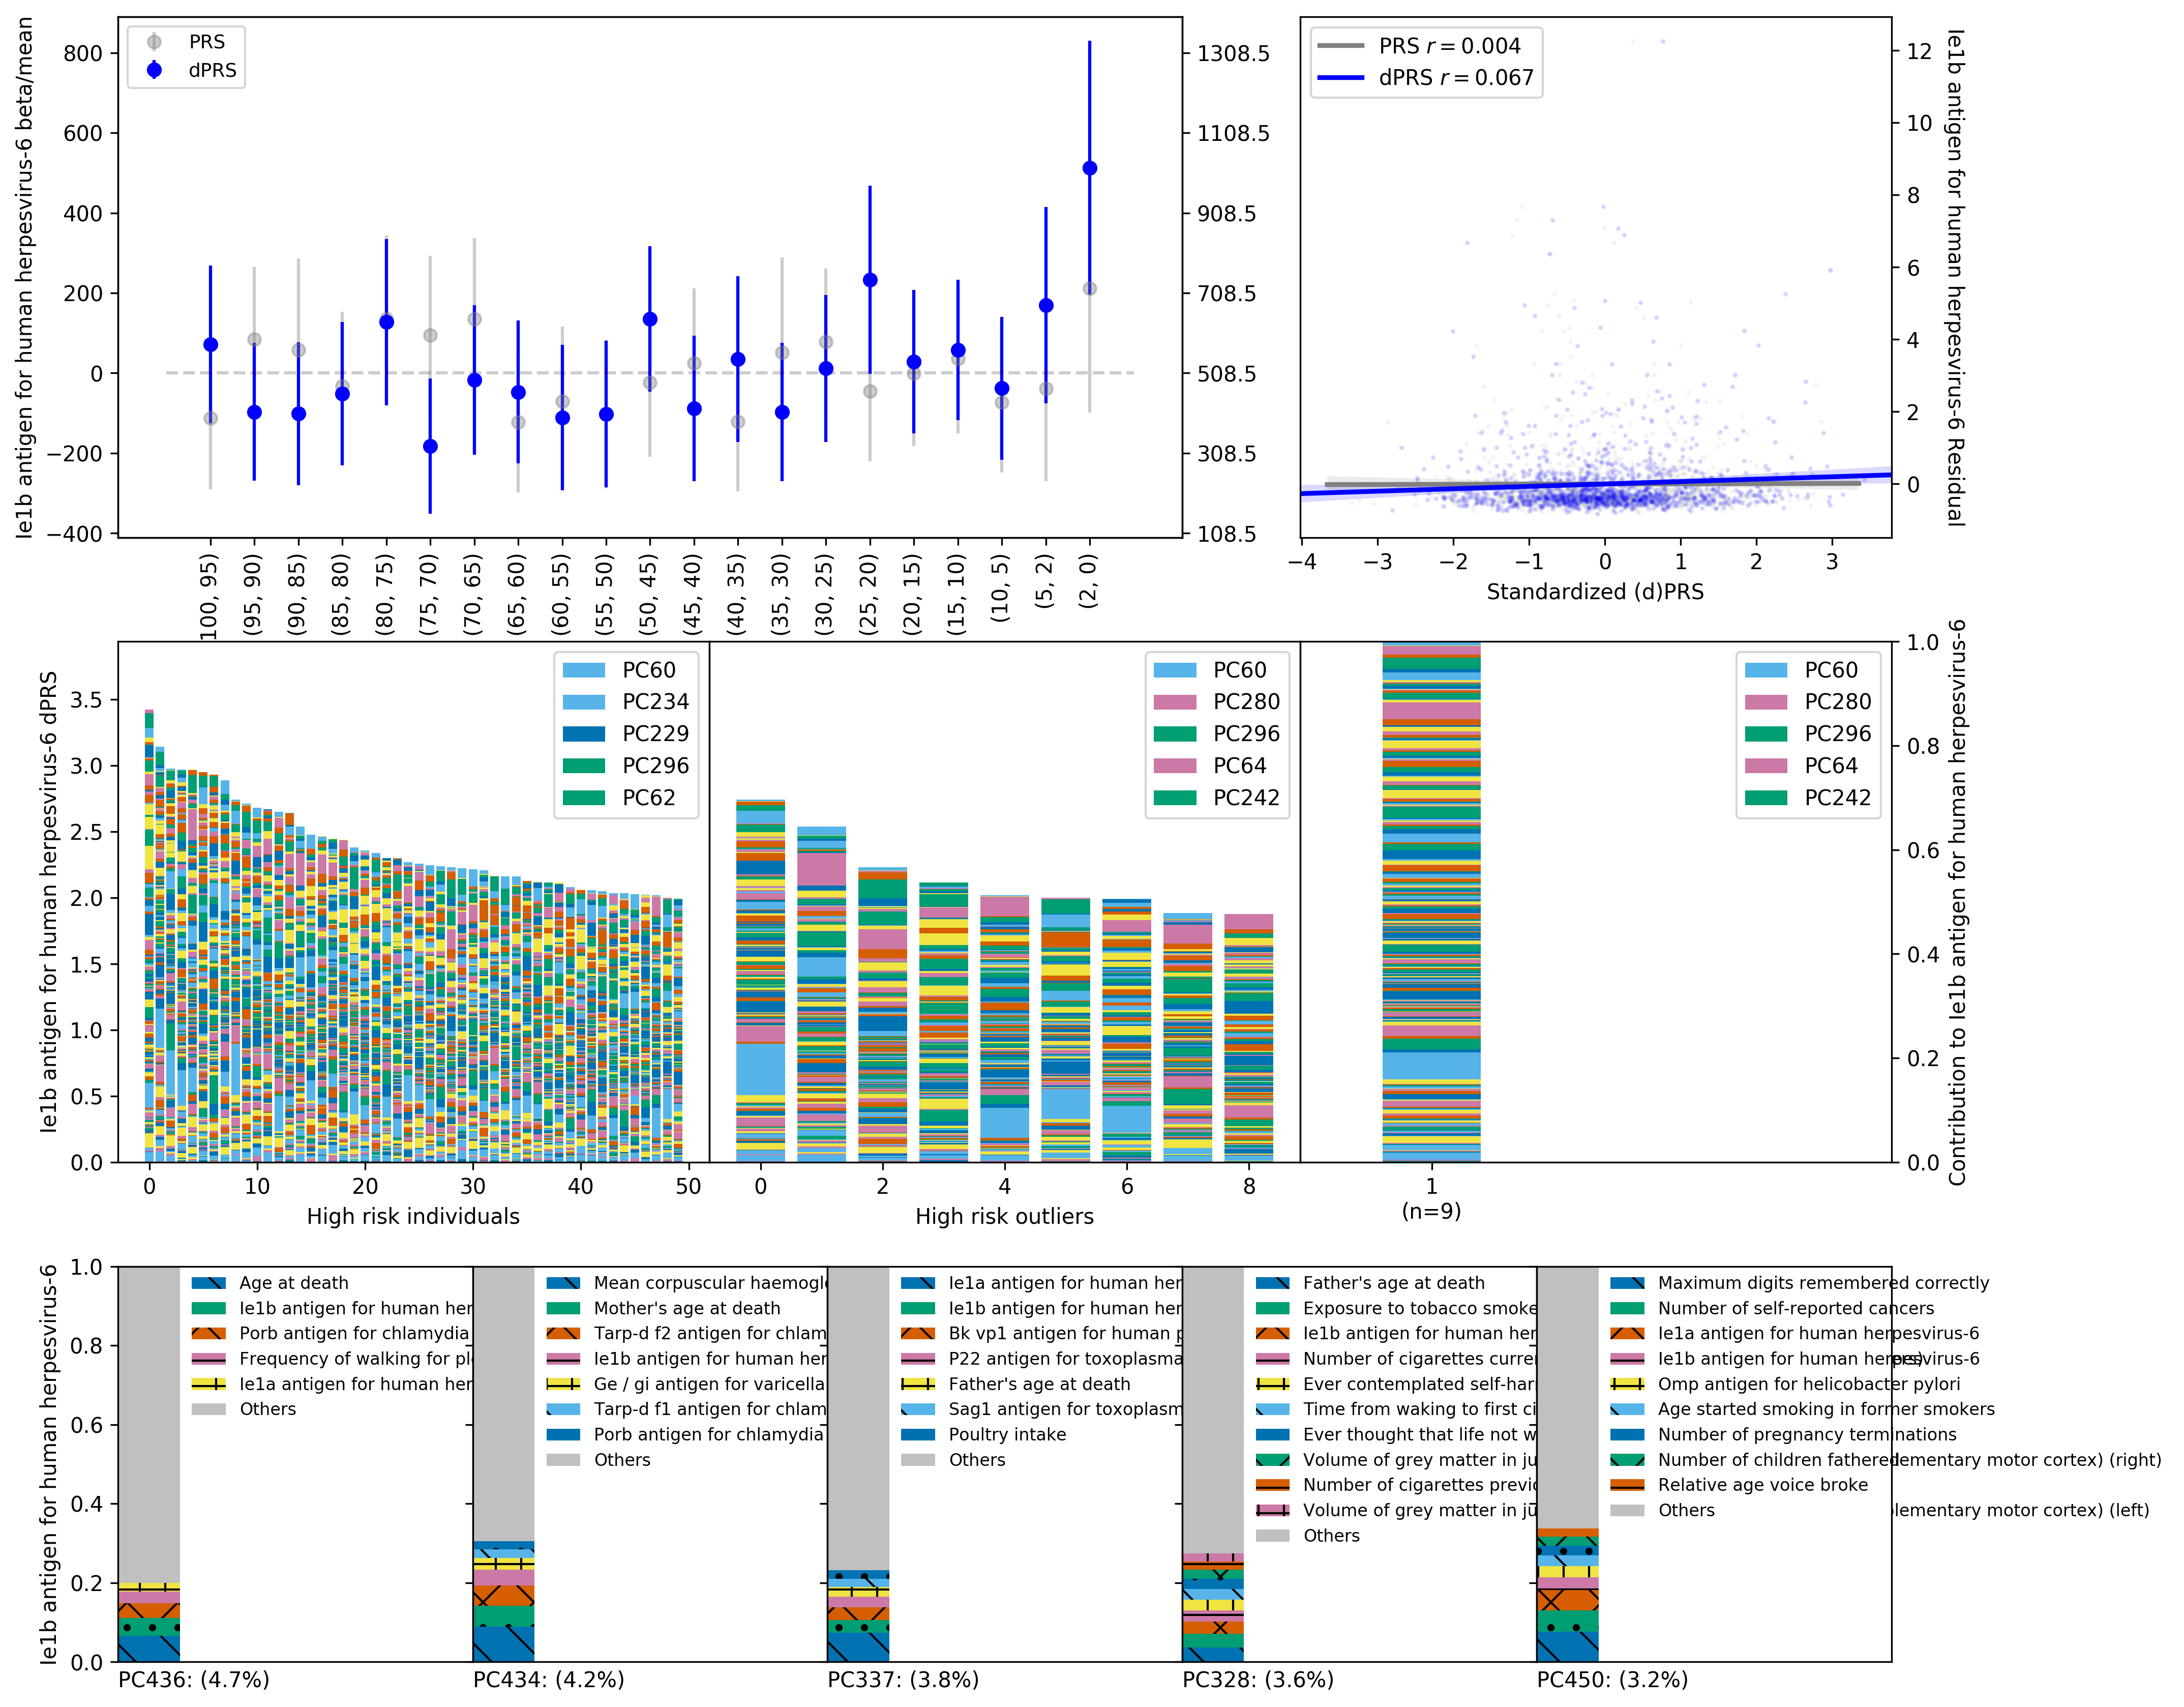 Ie1b antigen for human herpesvirus-6 beta/mean
800
600
400
200
0
−200
−400
PRS
dPRS
1308.5
1108.5
908.5
708.5
508.5
308.5
108.5
100, 95)
(95, 90)
(90, 85)
(85, 80)
(80, 75)
(75, 70)
(70, 65)
(65, 60)
(60, 55)
(55, 50)
(50, 45)
(45, 40)
(40, 35)
(35, 30)
(30, 25)
(25, 20)
(20, 15)
(15, 10)
(10, 5)
(5, 2)
(2, 0)
PRS r = 0.004
dPRS r = 0.067
12
10
8
6
4
2
0
Ie1b antigen for human herpesvirus-6 Residual
−4 −3 −2 −1 0 1 2 3
Standardized (d)PRS
Ie1b antigen for human herpesvirus-6 dPRS
3.5
3.0
2.5
2.0
1.5
1.0
0.5
0.0
PC60
PC234
PC229
PC296
PC62
0 10 20 30 40 50
High risk individuals
PC60
PC280
PC296
PC64
PC242
0 2 4 6 8
High risk outliers
PC60
PC280
PC296
PC64
PC242
1
(n=9)
1.0
0.8
0.6
0.4
0.2
0.0
Contribution to Ie1b antigen for human herpesvirus-6
Ie1b antigen for human herpesvirus-6
1.0
0.8
0.6
0.4
0.2
0.0
Age at death
Ie1b antigen for human her
Porb antigen for chlamydia
Frequency of walking for ple
Ie1a antigen for human her
Others
PC436: (4.7%)
Mean corpuscular haemoglo
Mother's age at death
Tarp-d f2 antigen for chlam
Ie1b antigen for human her
Ge / gi antigen for varicella
Tarp-d f1 antigen for chlam
Porb antigen for chlamydia
Others
PC434: (4.2%)
Ie1a antigen for human her
Ie1b antigen for human her
Bk vp1 antigen for human p
P22 antigen for toxoplasma
Father's age at death
Sag1 antigen for toxoplasm
Poultry intake
Others
PC337: (3.8%)
Father's age at death
Exposure to tobacco smoke
Ie1b antigen for human her
Number of cigarettes curren
Ever contemplated self-harm
Time from waking to first ci
Ever thought that life not w
Volume of grey matter in ju
Number of cigarettes previo
Volume of grey matter in ju
Others
PC328: (3.6%)
Maximum digits remembered correctly
Number of self-reported cancers
Ie1a antigen for human herpesvirus-6
Ie1b antigen for human herpesvirus-6
Omp antigen for helicobacter pylori
Age started smoking in former smokers
Number of pregnancy terminations
Number of children fathered
lementary motor cortex) (right)
Relative age voice broke
Others
plementary motor cortex) (left)
PC450: (3.2%)